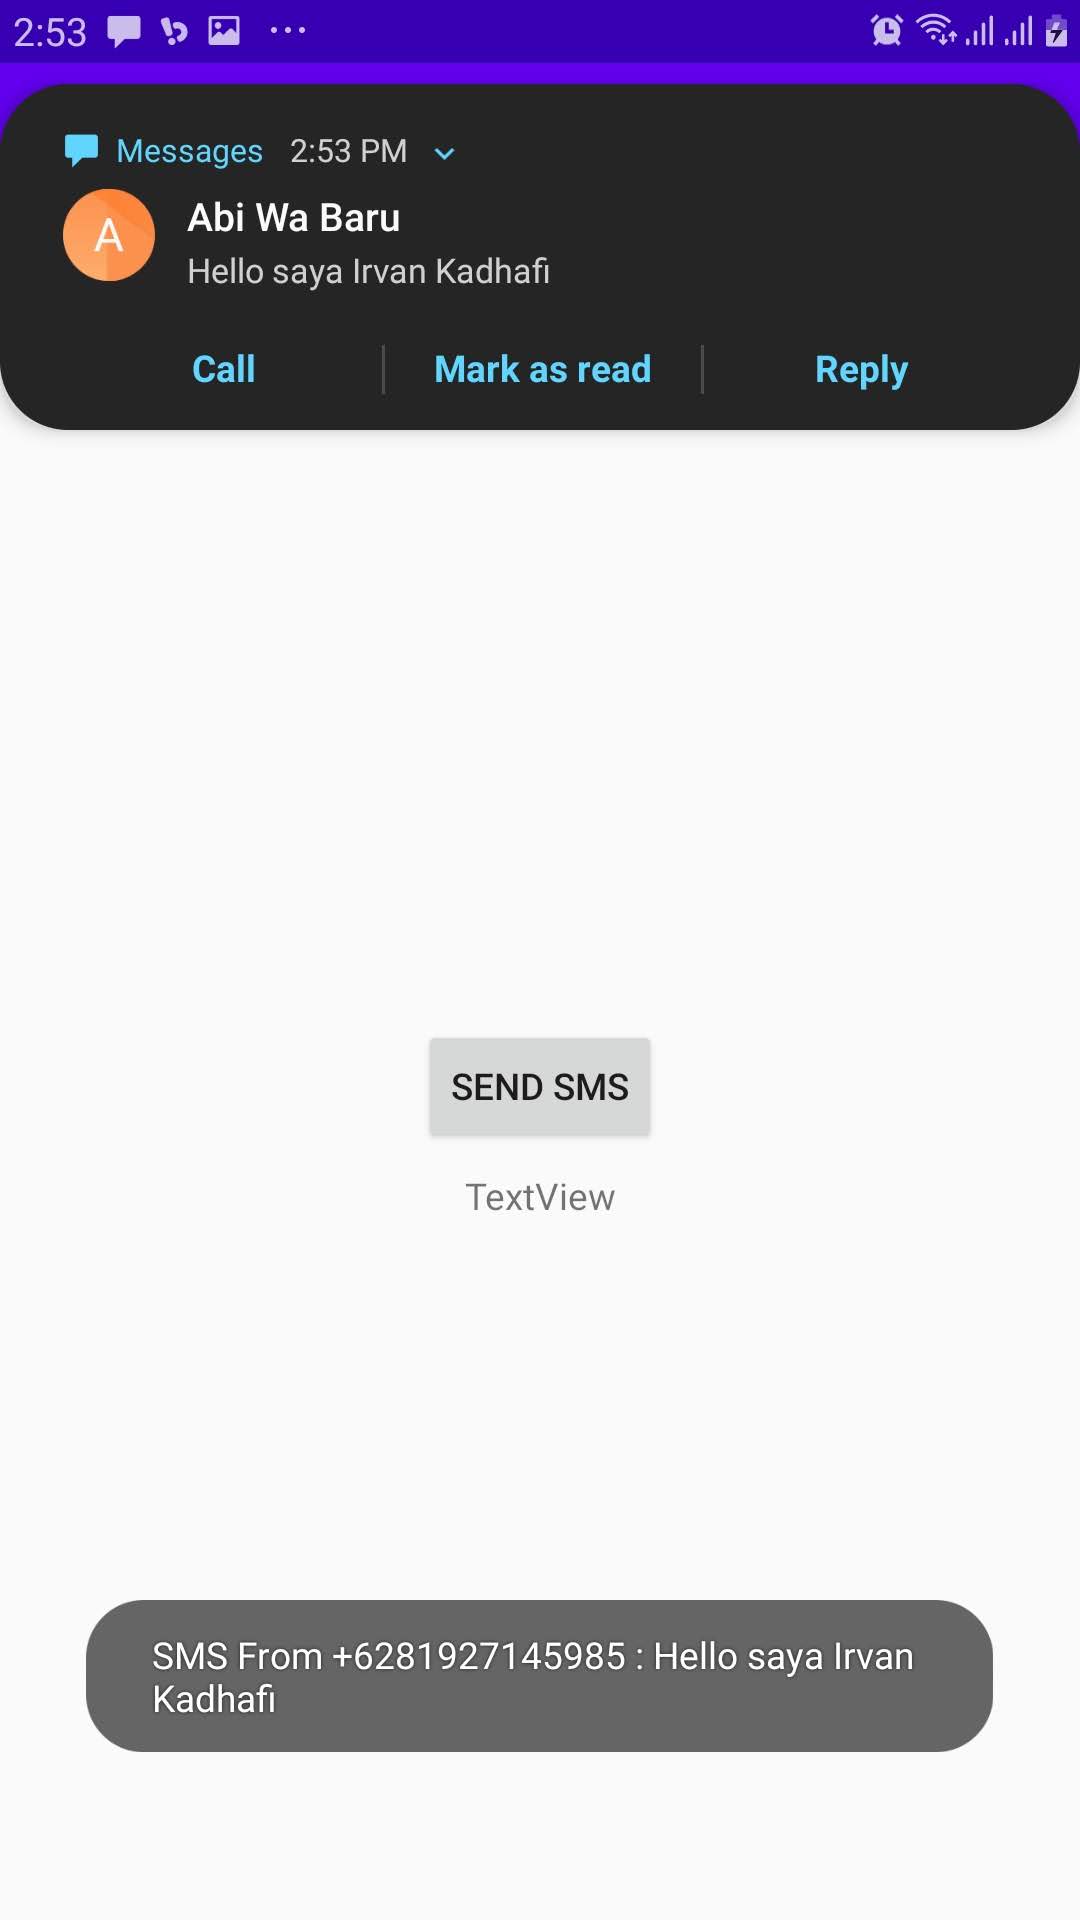 2:53
Messages 2:53 PM
A
Abi Wa Baru
Hello saya Irvan Kadhafi
Call Mark as read Reply
SEND SMS
TextView
SMS From +6281927145985 : Hello saya Irvan
Kadhafi